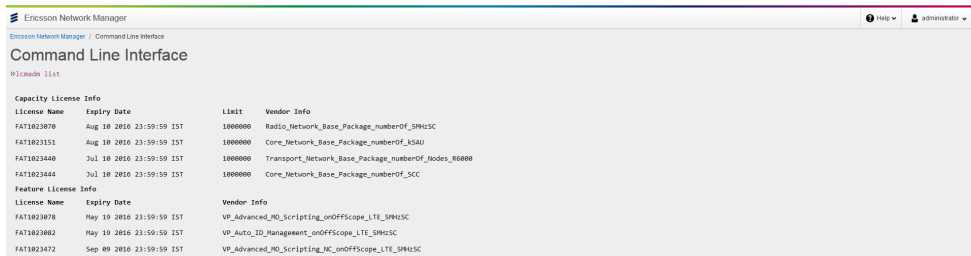 Ericsson Network Manager
Help
administrator
Ericsson Network Manager / Command Line Interface
Command Line Interface
»lcmadm list
Capacity License Info
License Name Expiry Date Limit Vendor Info
FAT1023070 Aug 10 2016 23:59:59 IST 1000000 Radio_Network_Base_Package_numberOf_5MHzSC
FAT1023151 Aug 10 2016 23:59:59 IST 1000000 Core_Network_Base_Package_numberOf_kSAU
FAT1023440 Jul 10 2016 23:59:59 IST 1000000 Transport_Network_Base_Package_numberOf_Nodes_R6000
FAT1023444 Jul 10 2016 23:59:59 IST 1000000 Core_Network_Base_Package_numberOf_SCC
Feature License Info
License Name Expiry Date Vendor Info
FAT1023078 May 19 2016 23:59:59 IST VP_Advanced_MO_Scripting_onOffScope_LTE_5MHzSC
FAT1023082 May 19 2016 23:59:59 IST VP_Auto_ID_Management_onOffScope_LTE_5MHzSC
FAT1023472 Sep 09 2016 23:59:59 IST VP_Advanced_MO_Scripting_NC_onOffScope_LTE_5MHzSC